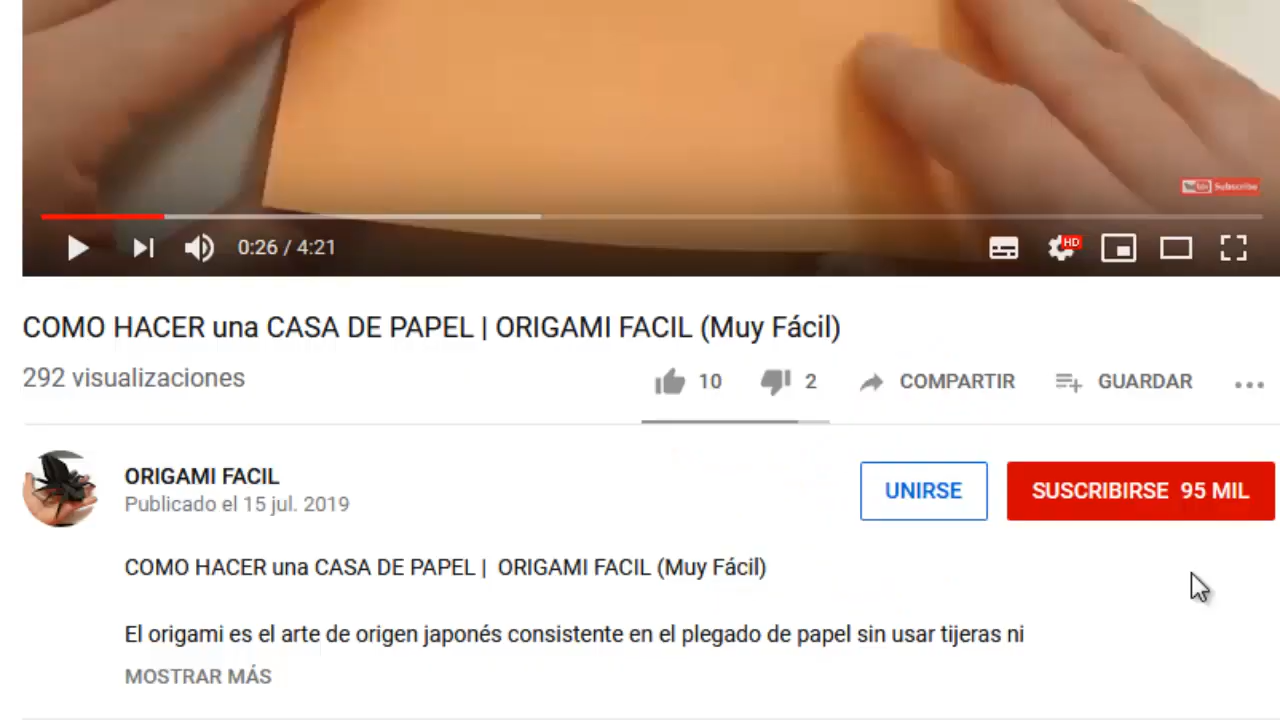 Subscribe
0:26 / 4:21
HD
COMO HACER una CASA DE PAPEL | ORIGAMI FACIL (Muy Fácil)
292 visualizaciones
10
2
COMPARTIR
GUARDAR
ORIGAMI FACIL
Publicado el 15 jul. 2019
UNIRSE
SUSCRIBIRSE 95 MIL
COMO HACER una CASA DE PAPEL | ORIGAMI FACIL (Muy Fácil)
El origami es el arte de origen japonés consistente en el plegado de papel sin usar tijeras ni
MOSTRAR MÁS